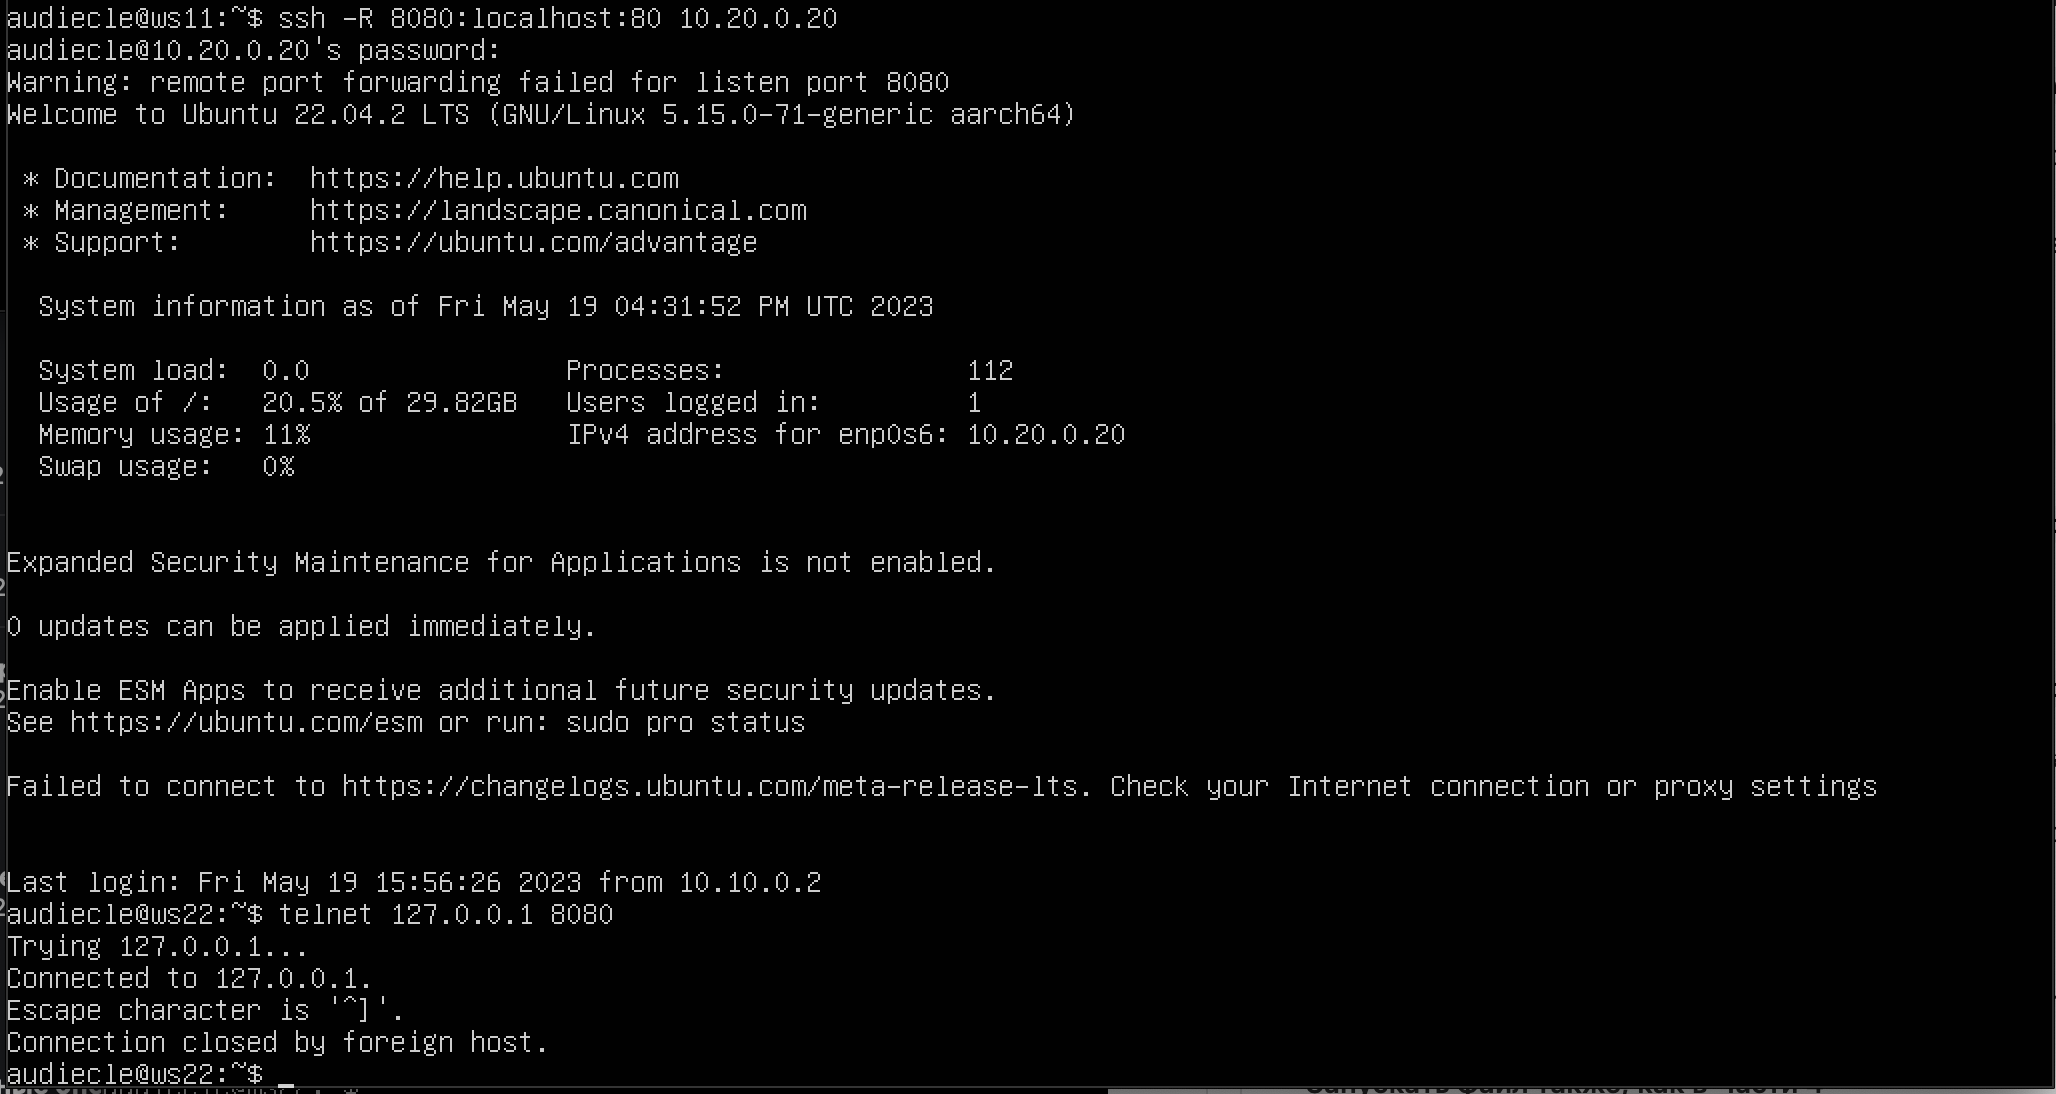 audiecle@ws11:~$ ssh -R 8080:localhost:80 10.20.0.20
audiecle@10.20.0.20's password:
Warning: remote port forwarding failed for listen port 8080
Welcome to Ubuntu 22.04.2 LTS (GNU/Linux 5.15.0-71-generic aarch64)
* Documentation:  https://help.ubuntu.com
* Management:     https://landscape.canonical.com
* Support:        https://ubuntu.com/advantage
System information as of Fri May 19 04:31:52 PM UTC 2023
System load:  0.0                Processes:               112
Usage of /:   20.5% of 29.82GB   Users logged in:         1
Memory usage: 11%                IPv4 address for enp0s6: 10.20.0.20
Swap usage:   0%
Expanded Security Maintenance for Applications is not enabled.
0 updates can be applied immediately.
Enable ESM Apps to receive additional future security updates.
See https://ubuntu.com/esm or run: sudo pro status
Failed to connect to https://changelogs.ubuntu.com/meta-release-lts. Check your Internet connection or proxy settings
Last login: Fri May 19 15:56:26 2023 from 10.10.0.2
audiecle@ws22:~$ telnet 127.0.0.1 8080
Trying 127.0.0.1...
Connected to 127.0.0.1.
Escape character is '^]'.
Connection closed by foreign host.
audiecle@ws22:~$